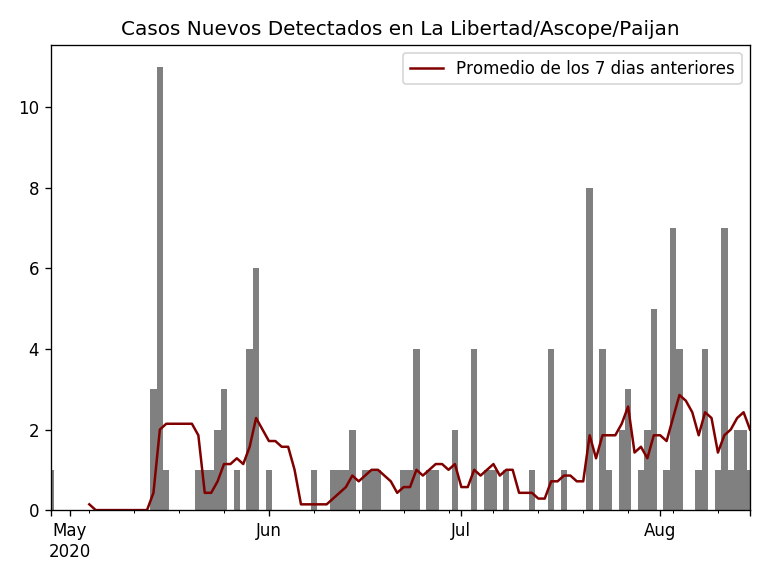 Casos Nuevos Detectados en La Libertad/Ascope/Paijan
Promedio de los 7 dias anteriores
10
8
6
4
2
0
May Jun Jul Aug
2020